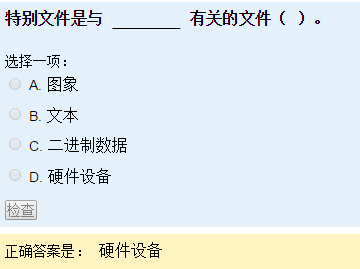 特别文件是与 ________ 有关的文件（ ）。
选择一项：
A. 图象
B. 文本
C. 二进制数据
D. 硬件设备
检查
正确答案是： 硬件设备